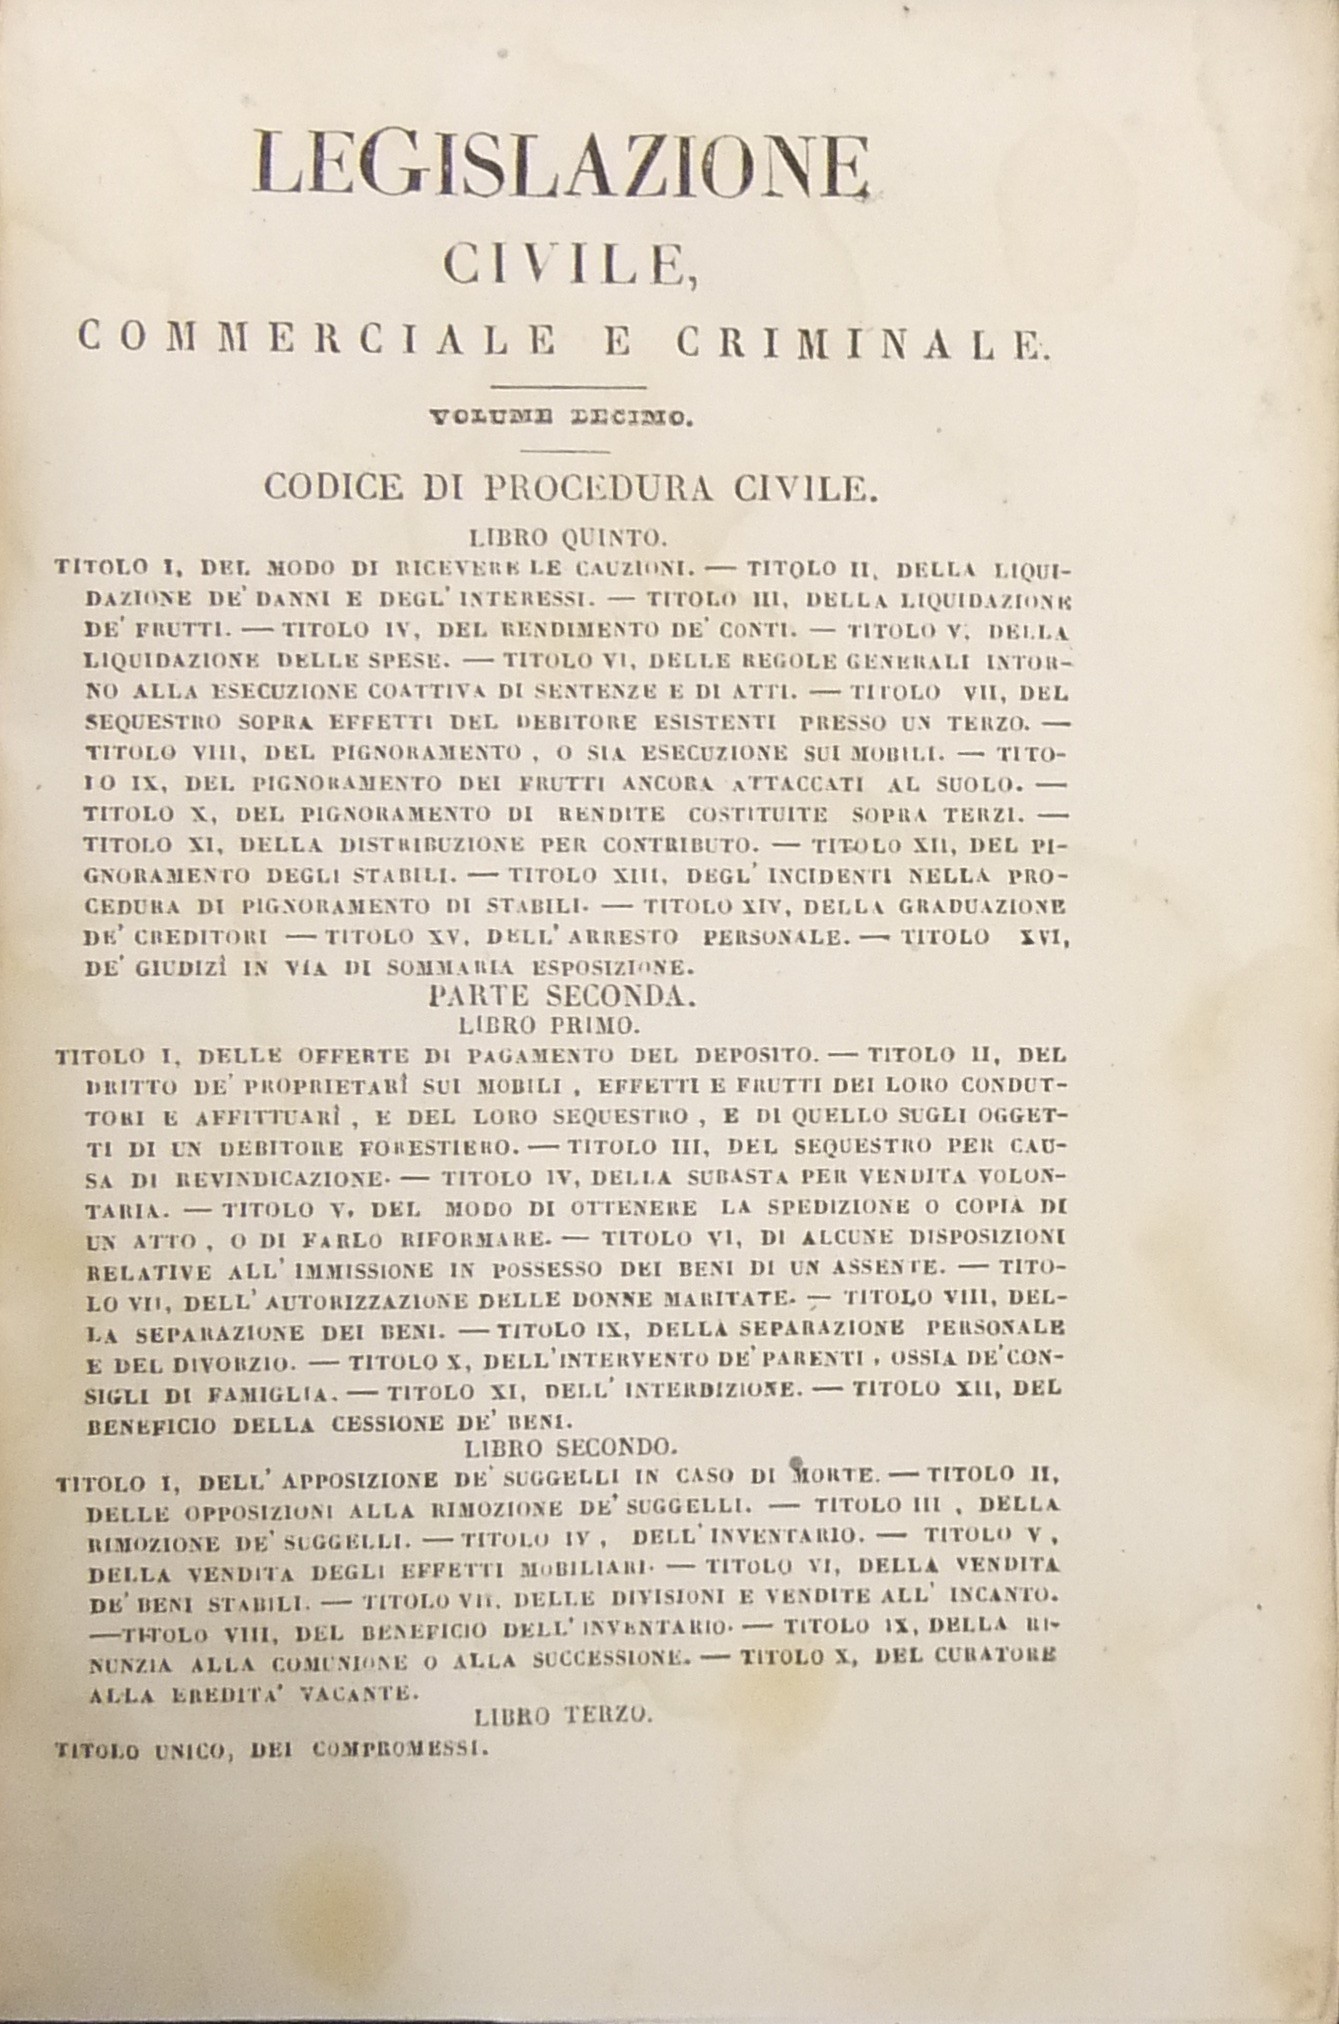 LEGISLAZIONE
CIVILE,
COMMERCIALE E CRIMINALE.
VOLUME DECIMO.
CODICE DI PROCEDURA CIVILE.
LIBRO QUINTO.
TITOLO I, DEL MODO DI RICEVERE LE CAUZIONI. — TITOLO II, DELLA LIQUI-
DAZIONE DE' DANNI E DEGL' INTERESSI. — TITOLO III, DELLA LIQUIDAZIONE
DE' FRUTTI. — TITOLO IV, DEL RENDIMENTO DE' CONTI. — TITOLO V, DELLA
LIQUIDAZIONE DELLE SPESE. — TITOLO VI, DELLE REGOLE GENERALI INTOR-
NO ALLA ESECUZIONE COATTIVA DI SENTENZE E DI ATTI. — TITOLO VII, DEL
SEQUESTRO SOPRA EFFETTI DEL DEBITORE ESISTENTI PRESSO UN TERZO. —
TITOLO VIII, DEL PIGNORAMENTO, O SIA ESECUZIONE SUI MOBILI. — TITO-
LO IX, DEL PIGNORAMENTO DEI FRUTTI ANCORA ATTACCATI AL SUOLO. —
TITOLO X, DEL PIGNORAMENTO DI RENDITE COSTITUITE SOPRA TERZI. —
TITOLO XI, DELLA DISTRIBUZIONE PER CONTRIBUTO. — TITOLO XII, DEL PI-
GNORAMENTO DEGLI STABILI. — TITOLO XIII, DEGL' INCIDENTI NELLA PRO-
CEDURA DI PIGNORAMENTO DI STABILI. — TITOLO XIV, DELLA GRADUAZIONE
DE' CREDITORI — TITOLO XV, DELL' ARRESTO PERSONALE. — TITOLO XVI,
DE' GIUDIZÎ IN VIA DI SOMMARIA ESPOSIZIONE.
PARTE SECONDA.
LIBRO PRIMO.
TITOLO I, DELLE OFFERTE DI PAGAMENTO DEL DEPOSITO. — TITOLO II, DEL
DRITTO DE' PROPRIETARÎ SUI MOBILI, EFFETTI E FRUTTI DEI LORO CONDUT-
TORI E AFFITTUARÎ, E DEL LORO SEQUESTRO, E DI QUELLO SUGLI OGGET-
TI DI UN DEBITORE FORESTIERO. — TITOLO III, DEL SEQUESTRO PER CAU-
SA DI REVINDICAZIONE. — TITOLO IV, DELLA SUBASTA PER VENDITA VOLON-
TARIA. — TITOLO V, DEL MODO DI OTTENERE LA SPEDIZIONE O COPIA DI
UN ATTO, O DI FARLO RIFORMARE. — TITOLO VI, DI ALCUNE DISPOSIZIONI
RELATIVE ALL' IMMISSIONE IN POSSESSO DEI BENI DI UN ASSENTE. — TITO-
LO VII, DELL' AUTORIZZAZIONE DELLE DONNE MARITATE. — TITOLO VIII, DEL-
LA SEPARAZIONE DEI BENI. — TITOLO IX, DELLA SEPARAZIONE PERSONALE
E DEL DIVORZIO. — TITOLO X, DELL'INTERVENTO DE' PARENTI, OSSIA DE' CON-
SIGLI DI FAMIGLIA. — TITOLO XI, DELL' INTERDIZIONE. — TITOLO XII, DEL
BENEFICIO DELLA CESSIONE DE' BENI.
LIBRO SECONDO.
TITOLO I, DELL' APPOSIZIONE DE' SUGGELLI IN CASO DI MORTE. — TITOLO II,
DELLE OPPOSIZIONI ALLA RIMOZIONE DE' SUGGELLI. — TITOLO III, DELLA
RIMOZIONE DE' SUGGELLI. — TITOLO IV, DELL' INVENTARIO. — TITOLO V,
DELLA VENDITA DEGLI EFFETTI MOBILIARI. — TITOLO VI, DELLA VENDITA
DE' BENI STABILI. — TITOLO VII, DELLE DIVISIONI E VENDITE ALL' INCANTO.
— TITOLO VIII, DEL BENEFICIO DELL' INVENTARIO. — TITOLO IX, DELLA RI-
NUNZIA ALLA COMUNIONE O ALLA SUCCESSIONE. — TITOLO X, DEL CURATORE
ALLA EREDITA' VACANTE.
LIBRO TERZO.
TITOLO UNICO, DEI COMPROMESSI.